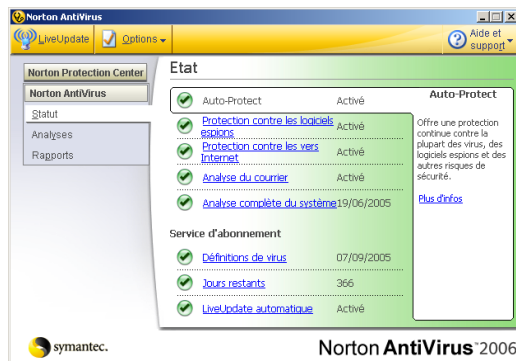 Norton AntiVirus
LiveUpdate
Options
Aide et support
Norton Protection Center
Norton AntiVirus
Statut
Analyses
Rapports
Etat
Auto-Protect Activé
Protection contre les logiciels espions Activé
Protection contre les vers Internet Activé
Analyse du courrier Activé
Analyse complète du système 19/06/2005
Service d'abonnement
Définitions de virus 07/09/2005
Jours restants 366
LiveUpdate automatique Activé
Auto-Protect
Offre une protection
continue contre la
plupart des virus, des
logiciels espions et des
autres risques de
sécurité.
Plus d'infos
symantec.
Norton AntiVirus 2006